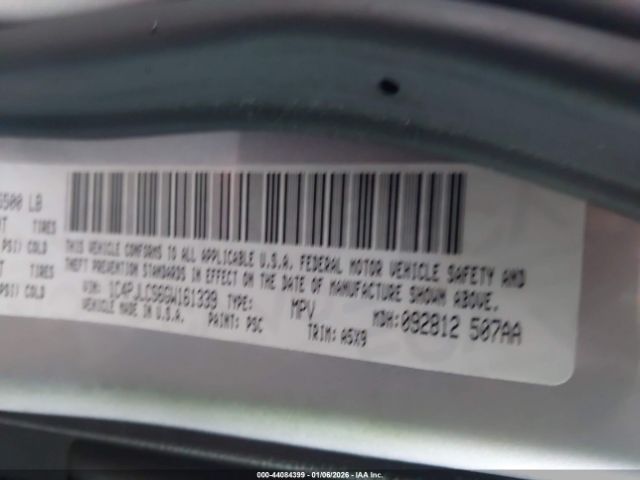 5500 LB
TIRES
PSI) COLD
TIRES
PSI) COLD
THIS VEHICLE CONFORMS TO ALL APPLICABLE U.S.A. FEDERAL MOTOR VEHICLE SAFETY AND
THEFT PREVENTION STANDARDS IN EFFECT ON THE DATE OF MANUFACTURE SHOWN ABOVE.
VIN: 1C4PJLCS6GW161339 TYPE: MPV MDH: 092812 507AA
VEHICLE MADE IN U.S.A. PAINT: PSC TRIM: A5X9
000-44084399 - 01/06/2026 - IAA Inc.